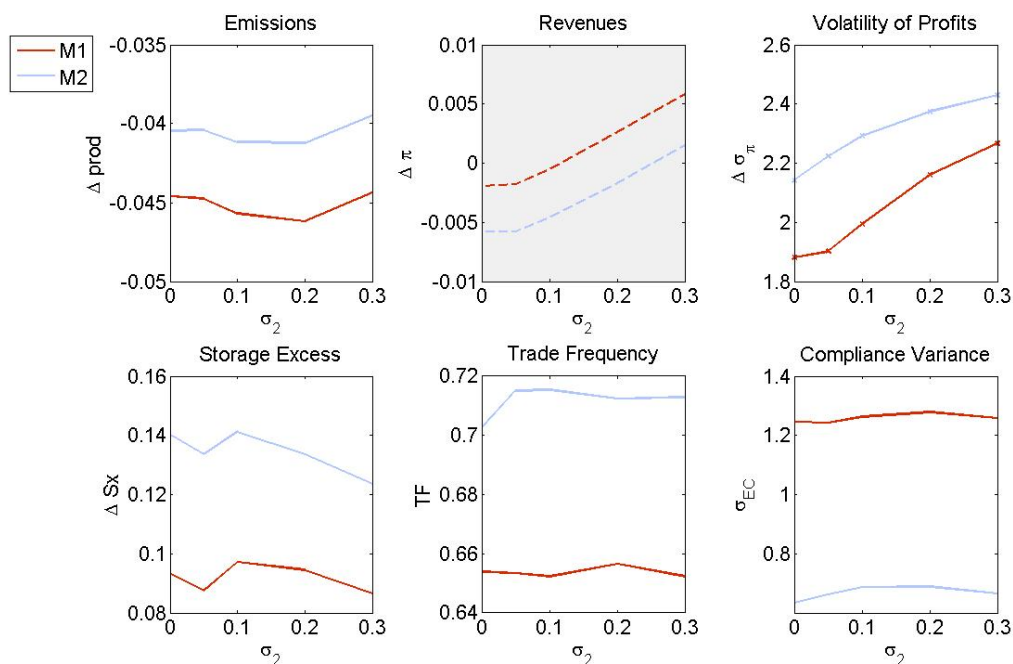 M1
M2
Emissions
-0.035
-0.04
-0.045
-0.05
Δ prod
0
0.1
0.2
0.3
σ2
Revenues
0.01
0.005
0
-0.005
-0.01
Δ π
0
0.1
0.2
0.3
σ2
Volatility of Profits
2.6
2.4
2.2
2
1.8
Δ σπ
0
0.1
0.2
0.3
σ2
Storage Excess
0.16
0.14
0.12
0.1
0.08
Δ Sx
0
0.1
0.2
0.3
σ2
Trade Frequency
0.72
0.7
0.68
0.66
0.64
TF
0
0.1
0.2
0.3
σ2
Compliance Variance
1.4
1.2
1
0.8
0.6
σEC
0
0.1
0.2
0.3
σ2